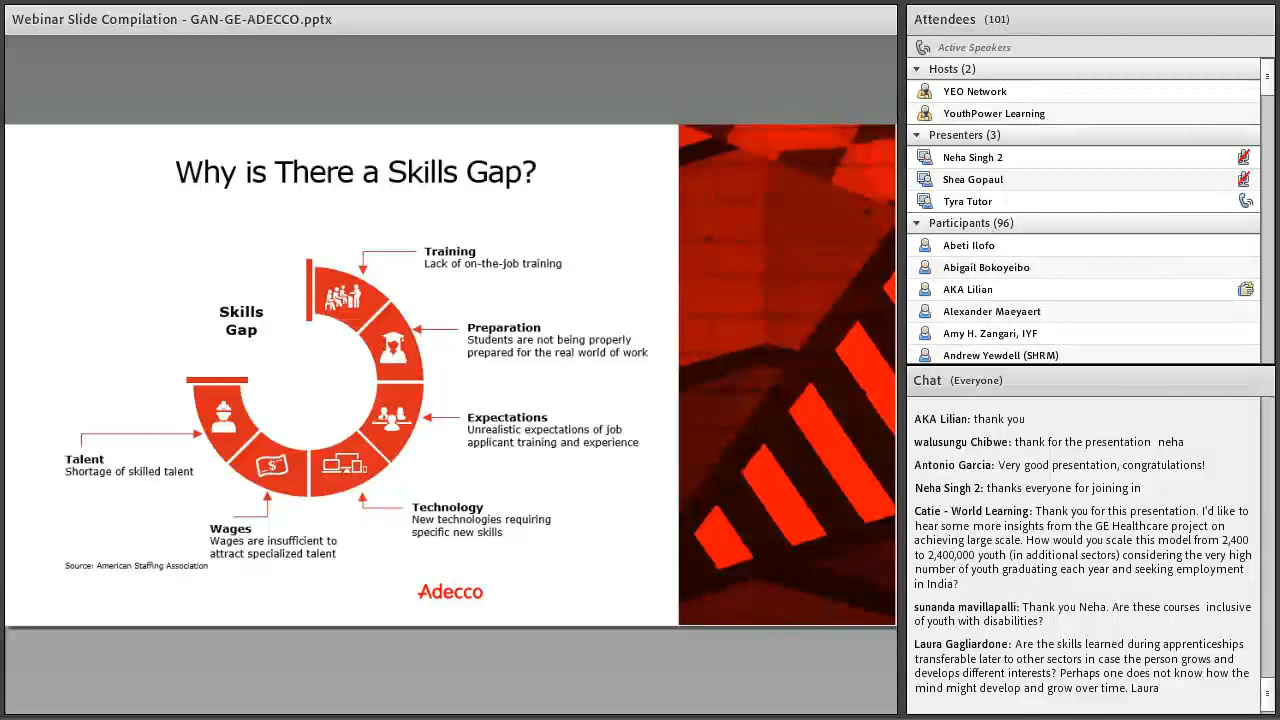 Webinar Slide Compilation - GAN-GE-ADECCO.pptx
Why is There a Skills Gap?
Skills
Gap
Training
Lack of on-the-job training
Preparation
Students are not being properly
prepared for the real world of work
Expectations
Unrealistic expectations of job
applicant training and experience
Technology
New technologies requiring
specific new skills
Wages
Wages are insufficient to
attract specialized talent
Talent
Shortage of skilled talent
$
Source: American Staffing Association
Adecco
Attendees (101)
Active Speakers
Hosts (2)
YEO Network
YouthPower Learning
Presenters (3)
Neha Singh 2
Shea Gopaul
Tyra Tutor
Participants (96)
Abeti Ilofo
Abigail Bokoyeibo
AKA Lilian
Alexander Maeyaert
Amy H. Zangari, IYF
Andrew Yewdell (SHRM)
Chat (Everyone)
AKA Lilian: thank you
walusungu Chibwe: thank for the presentation neha
Antonio Garcia: Very good presentation, congratulations!
Neha Singh 2: thanks everyone for joining in
Catie - World Learning: Thank you for this presentation. I'd like to
hear some more insights from the GE Healthcare project on
achieving large scale. How would you scale this model from 2,400
to 2,400,000 youth (in additional sectors) considering the very high
number of youth graduating each year and seeking employment
in India?
sunanda mavillapalli: Thank you Neha. Are these courses inclusive
of youth with disabilities?
Laura Gagliardone: Are the skills learned during apprenticeships
transferable later to other sectors in case the person grows and
develops different interests? Perhaps one does not know how the
mind might develop and grow over time. Laura